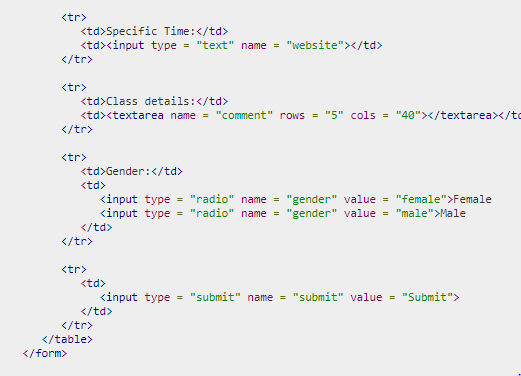 <tr>
<td>Specific Time:</td>
<td><input type = "text" name = "website"></td>
</tr>
<tr>
<td>Class details:</td>
<td><textarea name = "comment" rows = "5" cols = "40"></textarea></td
</tr>
<tr>
<td>Gender:</td>
<td>
<input type = "radio" name = "gender" value = "female">Female
<input type = "radio" name = "gender" value = "male">Male
</td>
</tr>
<tr>
<td>
<input type = "submit" name = "submit" value = "Submit">
</td>
</tr>
</table>
</form>